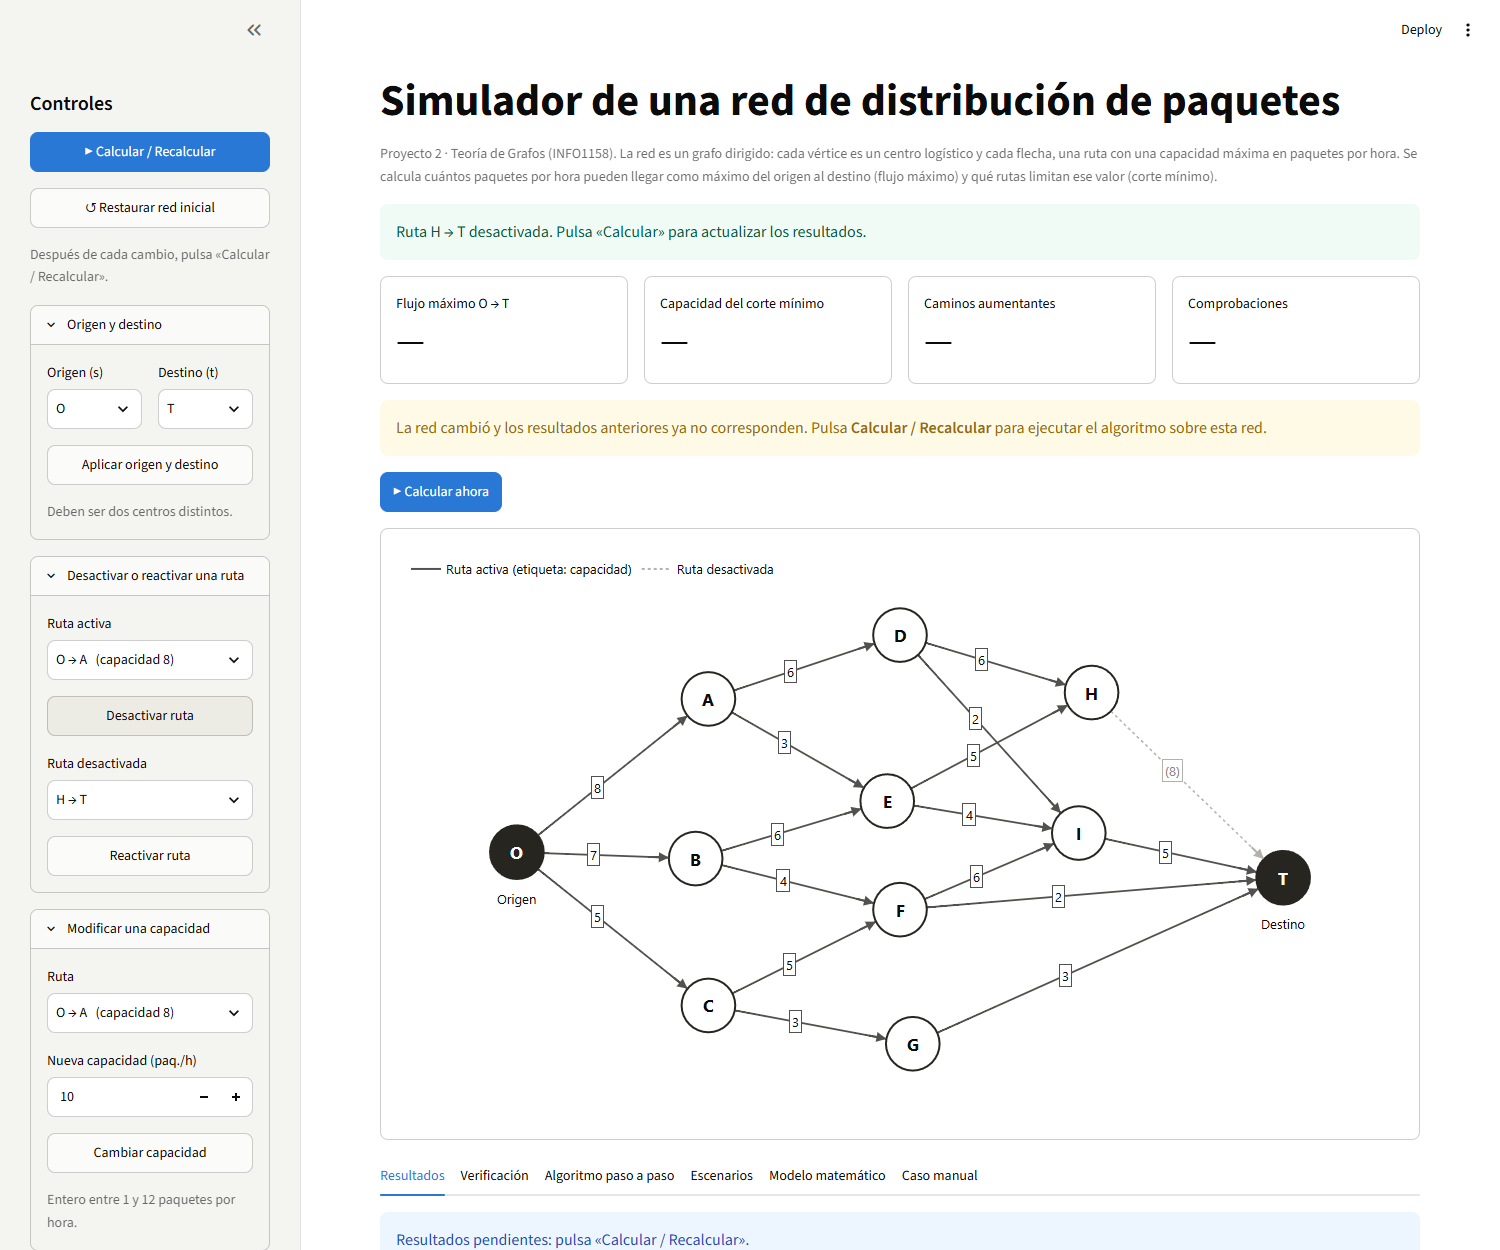 Deploy
Controles
▸ Calcular / Recalcular
↺ Restaurar red inicial
Después de cada cambio, pulsa «Calcular
/ Recalcular».
Origen y destino
Origen (s)
Destino (t)
O
T
Aplicar origen y destino
Deben ser dos centros distintos.
Desactivar o reactivar una ruta
Ruta activa
O → A (capacidad 8)
Desactivar ruta
Ruta desactivada
H → T
Reactivar ruta
Modificar una capacidad
Ruta
O → A (capacidad 8)
Nueva capacidad (paq./h)
10
Cambiar capacidad
Entero entre 1 y 12 paquetes por
hora.
Simulador de una red de distribución de paquetes
Proyecto 2 · Teoría de Grafos (INFO1158). La red es un grafo dirigido: cada vértice es un centro logístico y cada flecha, una ruta con una capacidad máxima en paquetes por hora. Se
calcula cuántos paquetes por hora pueden llegar como máximo del origen al destino (flujo máximo) y qué rutas limitan ese valor (corte mínimo).
Ruta H → T desactivada. Pulsa «Calcular» para actualizar los resultados.
Flujo máximo O → T
—
Capacidad del corte mínimo
—
Caminos aumentantes
—
Comprobaciones
—
La red cambió y los resultados anteriores ya no corresponden. Pulsa Calcular / Recalcular para ejecutar el algoritmo sobre esta red.
▸ Calcular ahora
Ruta activa (etiqueta: capacidad)
Ruta desactivada
D
6
6
H
A
2
3
5
(8)
8
E
4
6
I
O
7
B
5
T
4
6
Origen
F
2
Destino
5
5
3
C
3
G
Resultados
Verificación
Algoritmo paso a paso
Escenarios
Modelo matemático
Caso manual
Resultados pendientes: pulsa «Calcular / Recalcular».